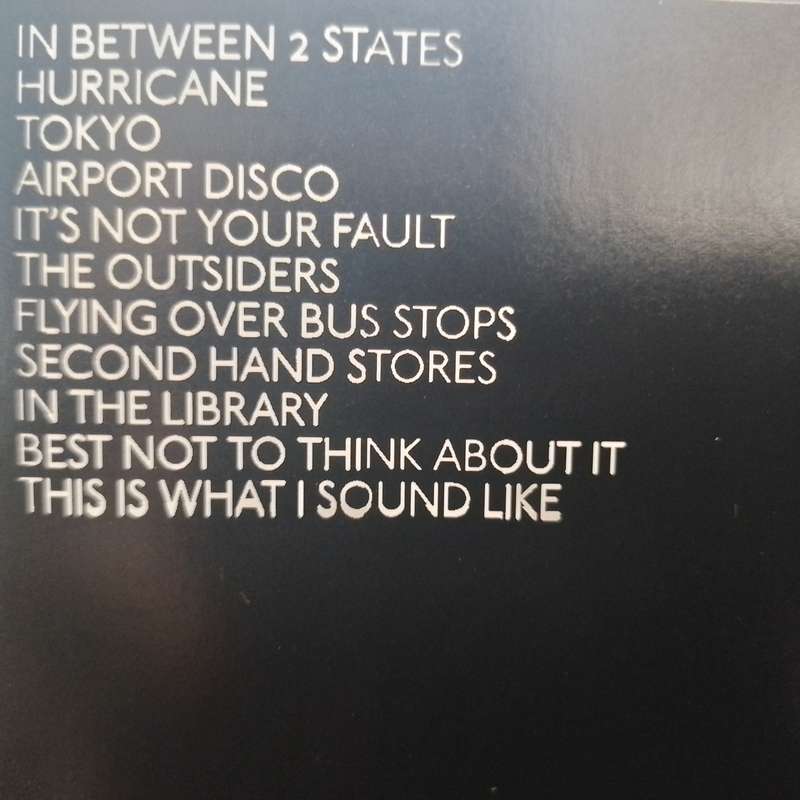 IN BETWEEN 2 STATES
HURRICANE
TOKYO
AIRPORT DISCO
IT'S NOT YOUR FAULT
THE OUTSIDERS
FLYING OVER BUS STOPS
SECOND HAND STORES
IN THE LIBRARY
BEST NOT TO THINK ABOUT IT
THIS IS WHAT I SOUND LIKE